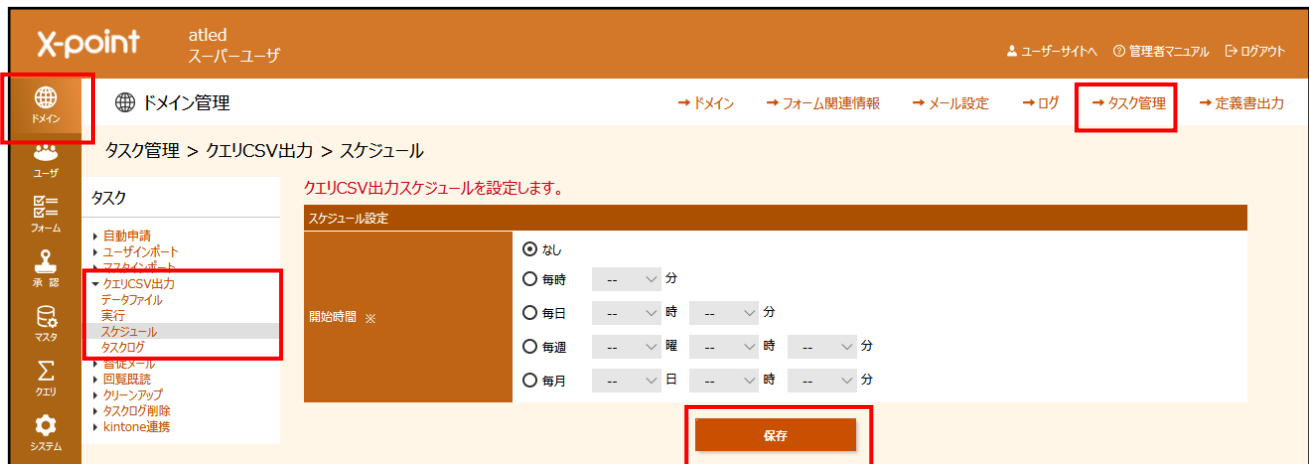 X-point
atled
スーパーユーザ
ユーザーサイトへ ? 管理者マニュアル ログアウト
ドメイン
ユーザ
フォーム
承 認
マスタ
クエリ
システム
ドメイン管理
→ ドメイン → フォーム関連情報 → メール設定 → ログ → タスク管理 → 定義書出力
タスク管理 > クエリCSV出力 > スケジュール
タスク
自動申請
ユーザインポート
マスタインポート
クエリCSV出力
データファイル
実行
スケジュール
タスクログ
督促メール
回覧既読
クリーンアップ
タスクログ削除
kintone連携
クエリCSV出力スケジュールを設定します。
スケジュール設定
開始時間 ※
なし
毎時 -- 分
毎日 -- 時 -- 分
毎週 -- 曜 -- 時 -- 分
毎月 -- 日 -- 時 -- 分
保存